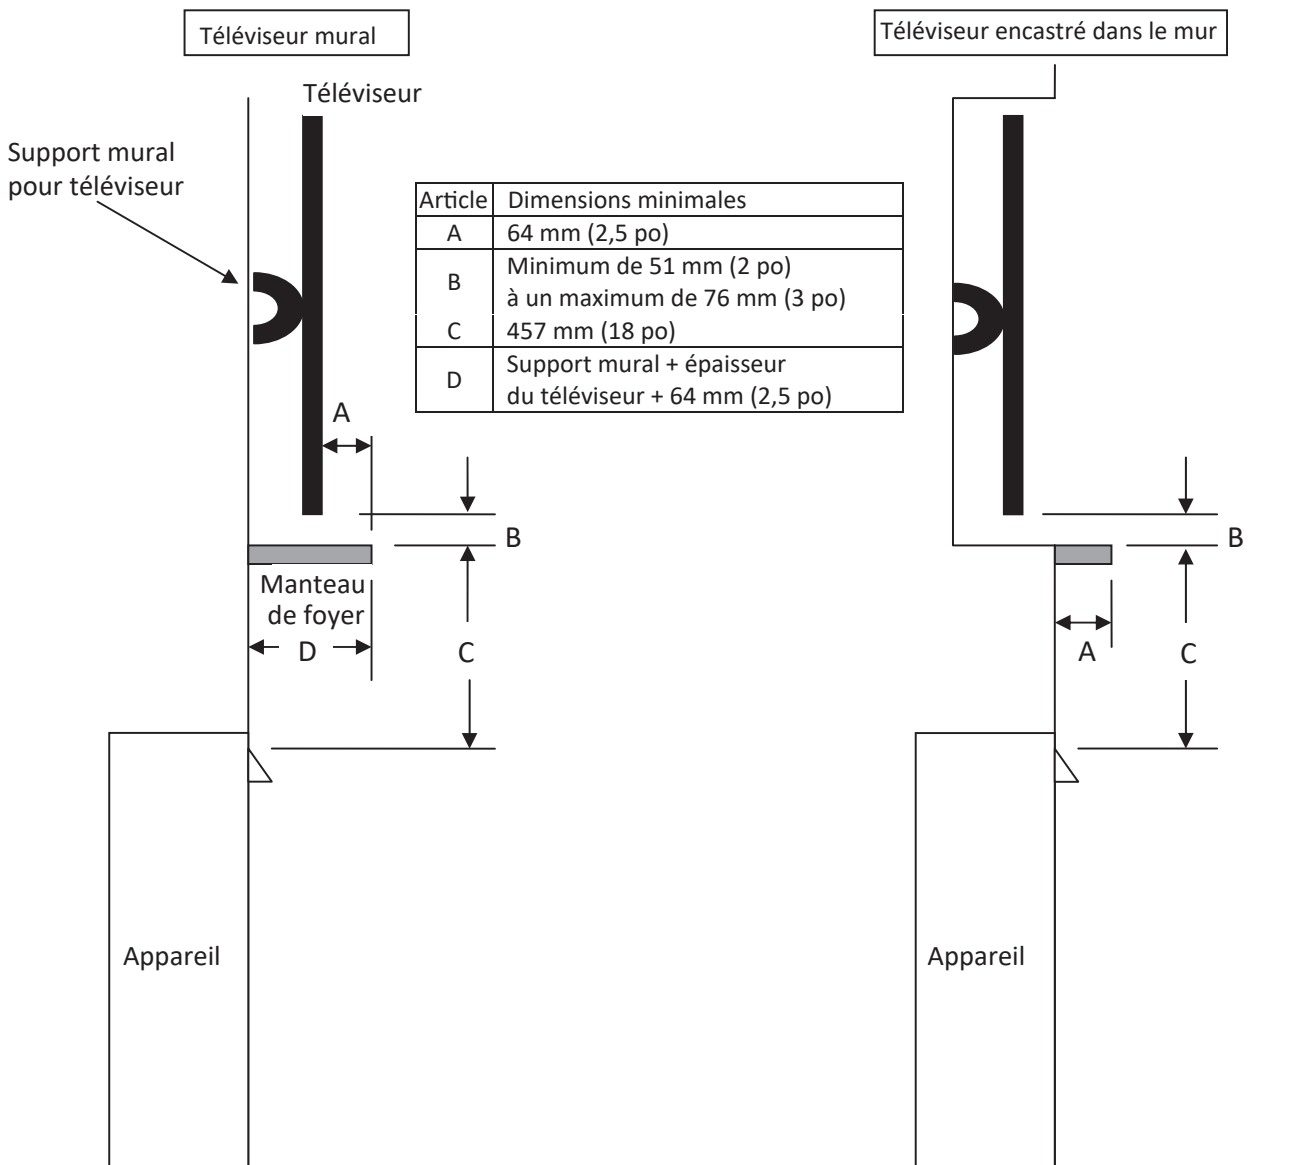 Téléviseur mural
Téléviseur encastré dans le mur
Téléviseur
Support mural
pour téléviseur
Article Dimensions minimales
A 64 mm (2,5 po)
B Minimum de 51 mm (2 po)
à un maximum de 76 mm (3 po)
C 457 mm (18 po)
D Support mural + épaisseur
du téléviseur + 64 mm (2,5 po)
A
B
B
Manteau
de foyer
D
C
A
C
Appareil
Appareil